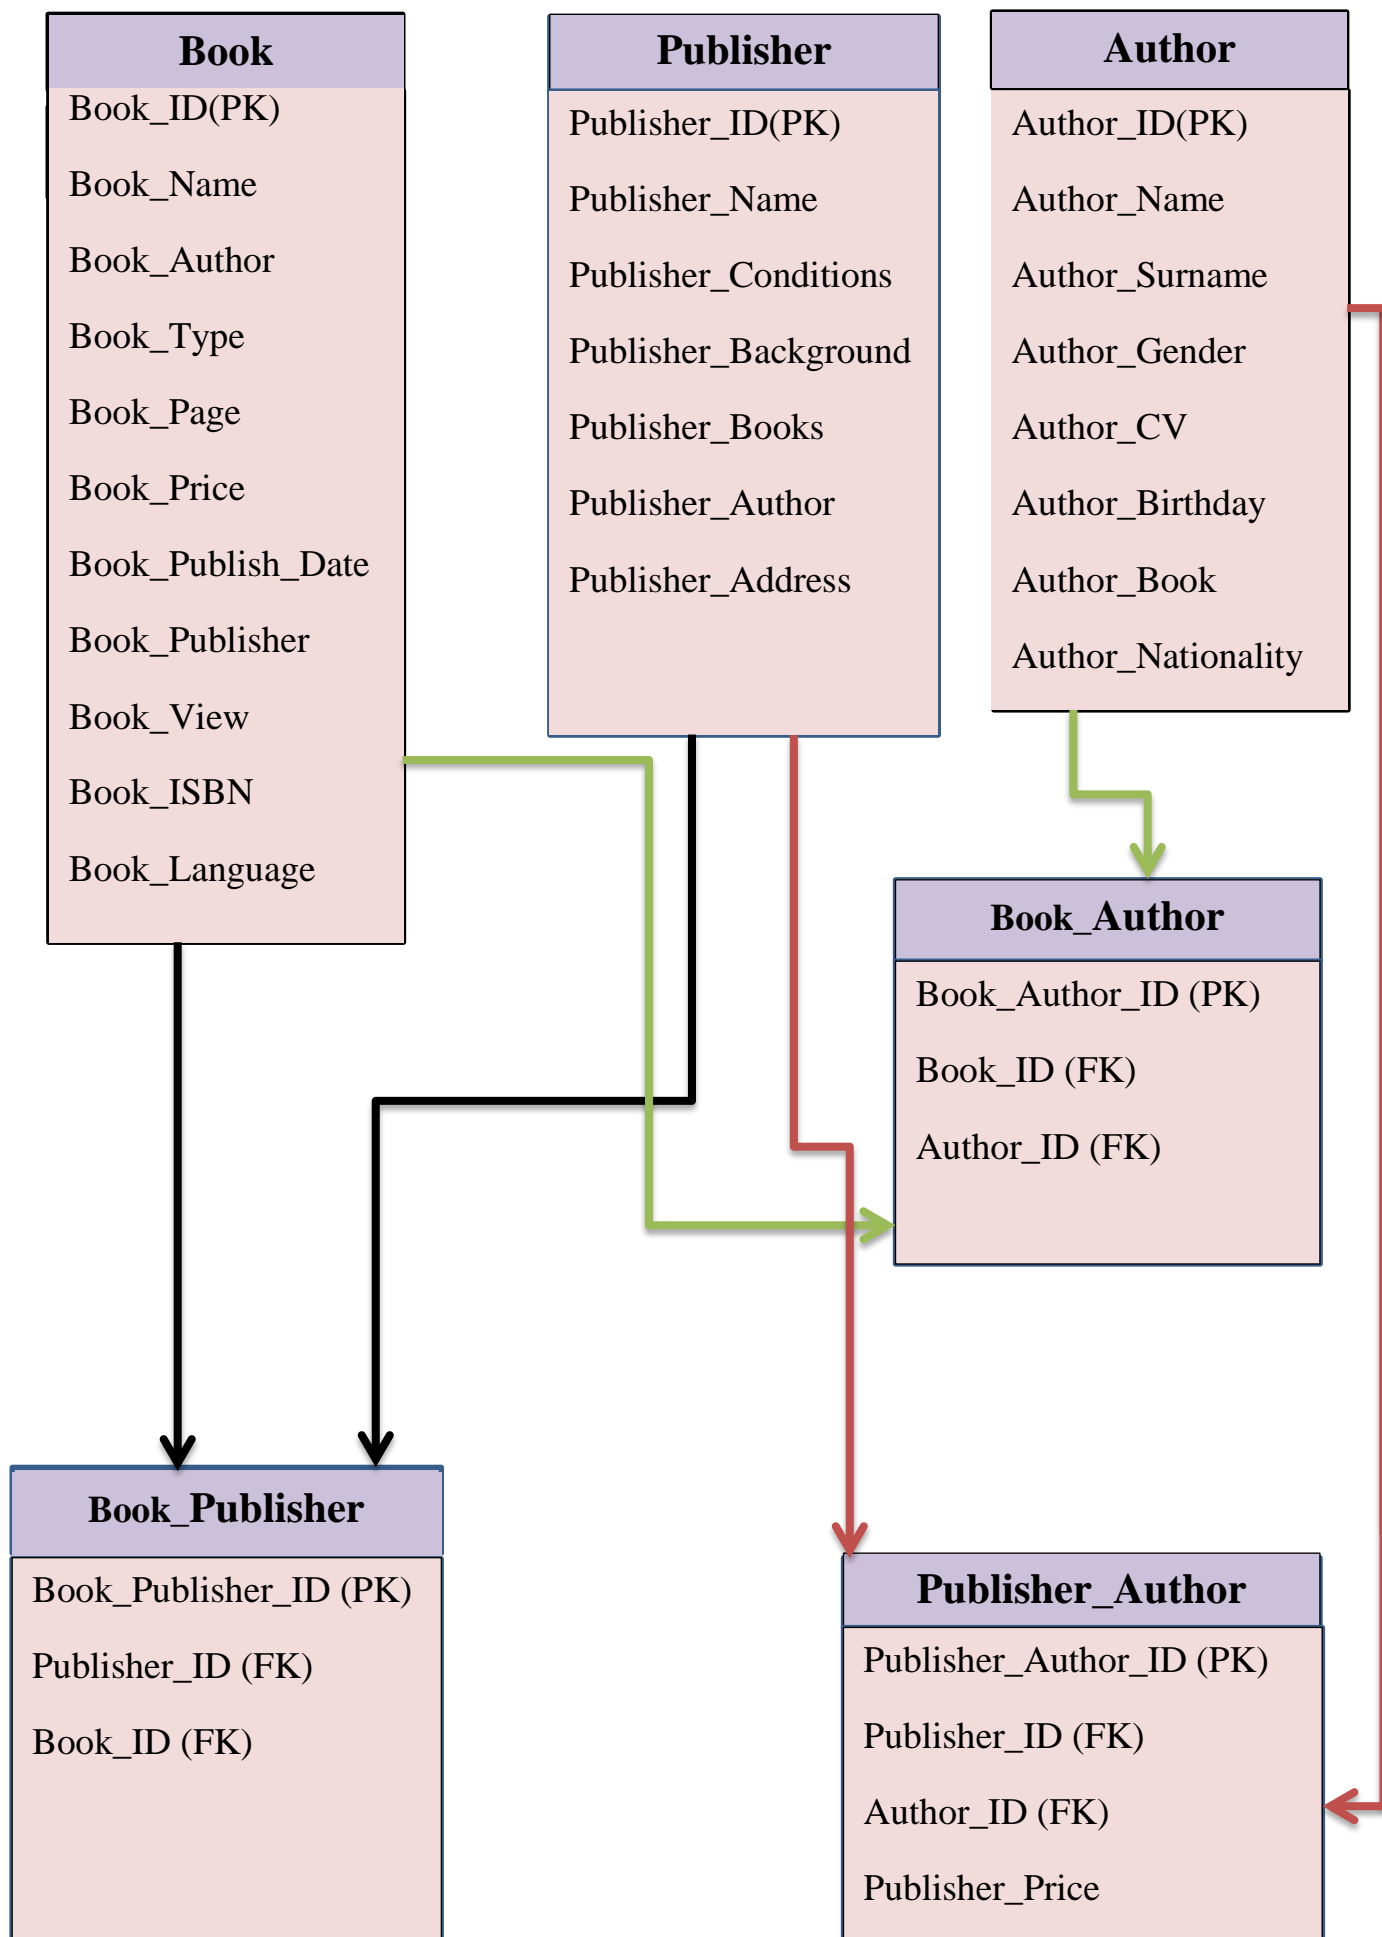 Book
Book_ID(PK)
Book_Name
Book_Author
Book_Type
Book_Page
Book_Price
Book_Publish_Date
Book_Publisher
Book_View
Book_ISBN
Book_Language
Publisher
Publisher_ID(PK)
Publisher_Name
Publisher_Conditions
Publisher_Background
Publisher_Books
Publisher_Author
Publisher_Address
Author
Author_ID(PK)
Author_Name
Author_Surname
Author_Gender
Author_CV
Author_Birthday
Author_Book
Author_Nationality
Book_Author
Book_Author_ID (PK)
Book_ID (FK)
Author_ID (FK)
Book_Publisher
Book_Publisher_ID (PK)
Publisher_ID (FK)
Book_ID (FK)
Publisher_Author
Publisher_Author_ID (PK)
Publisher_ID (FK)
Author_ID (FK)
Publisher_Price